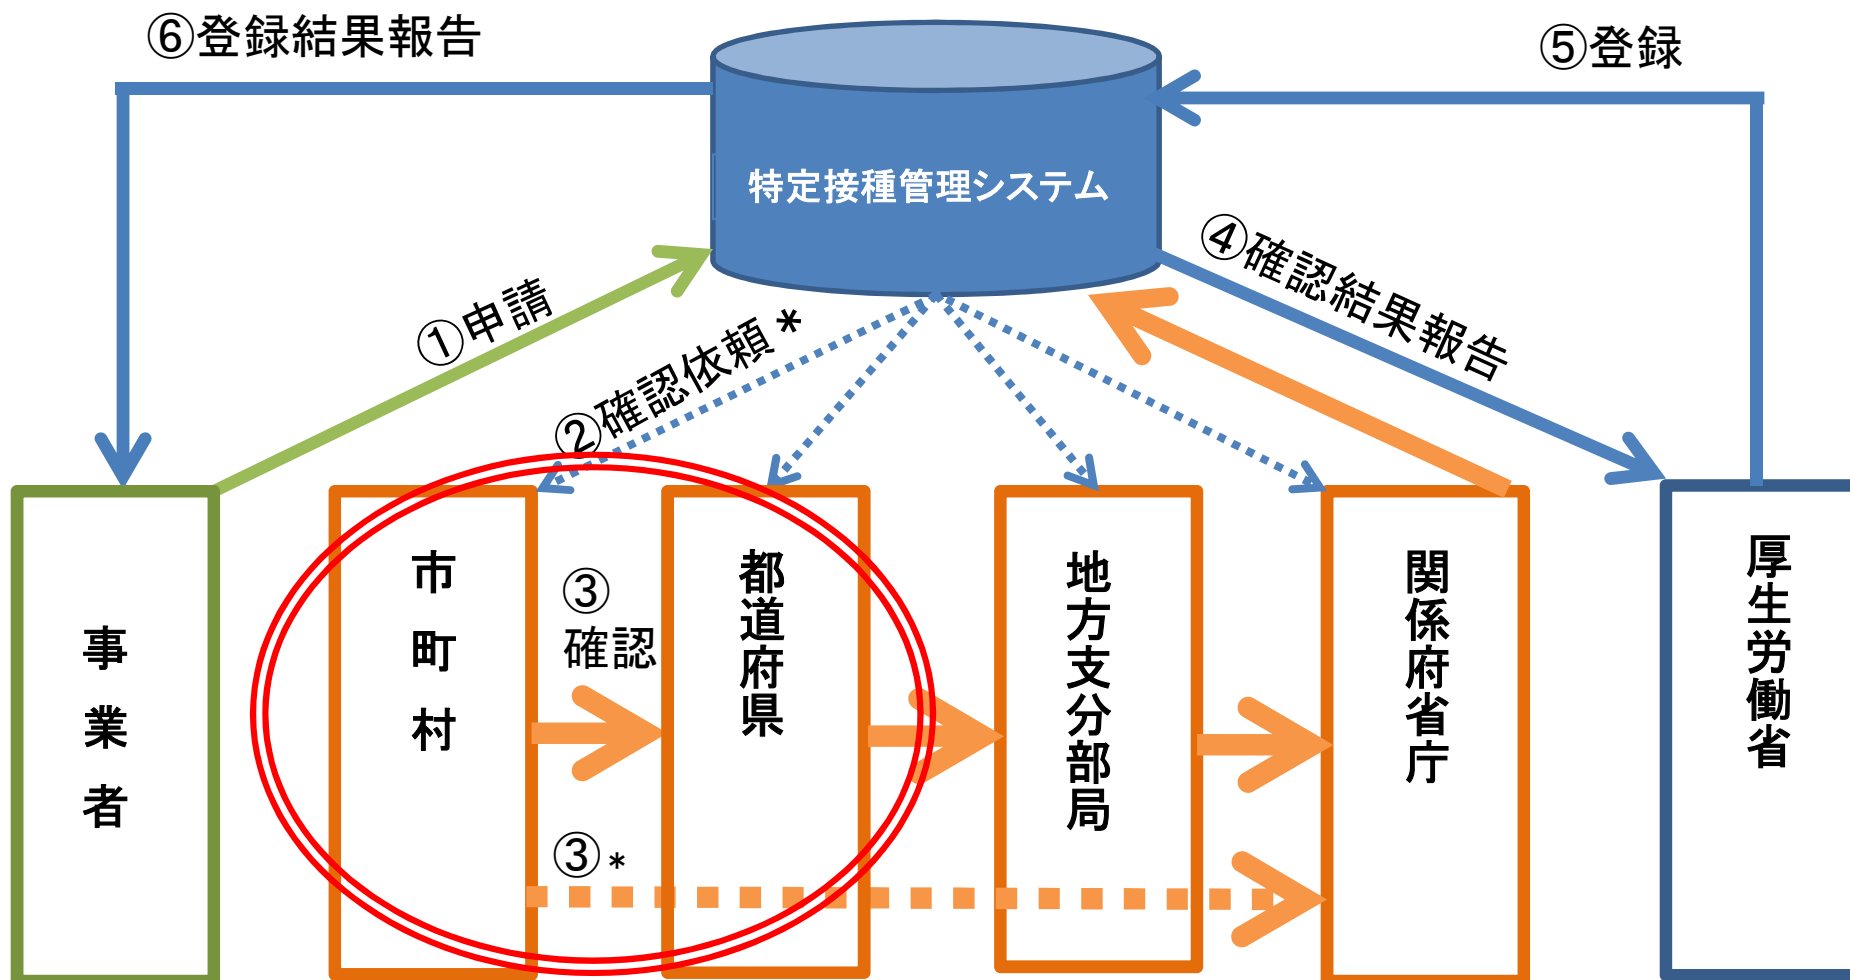 ⑥登録結果報告
⑤登録
特定接種管理システム
④確認結果報告
①申請
②確認依頼*
事業者
市町村
③
確認
③*
都道府県
地方支分部局
関係府省庁
厚生労働省